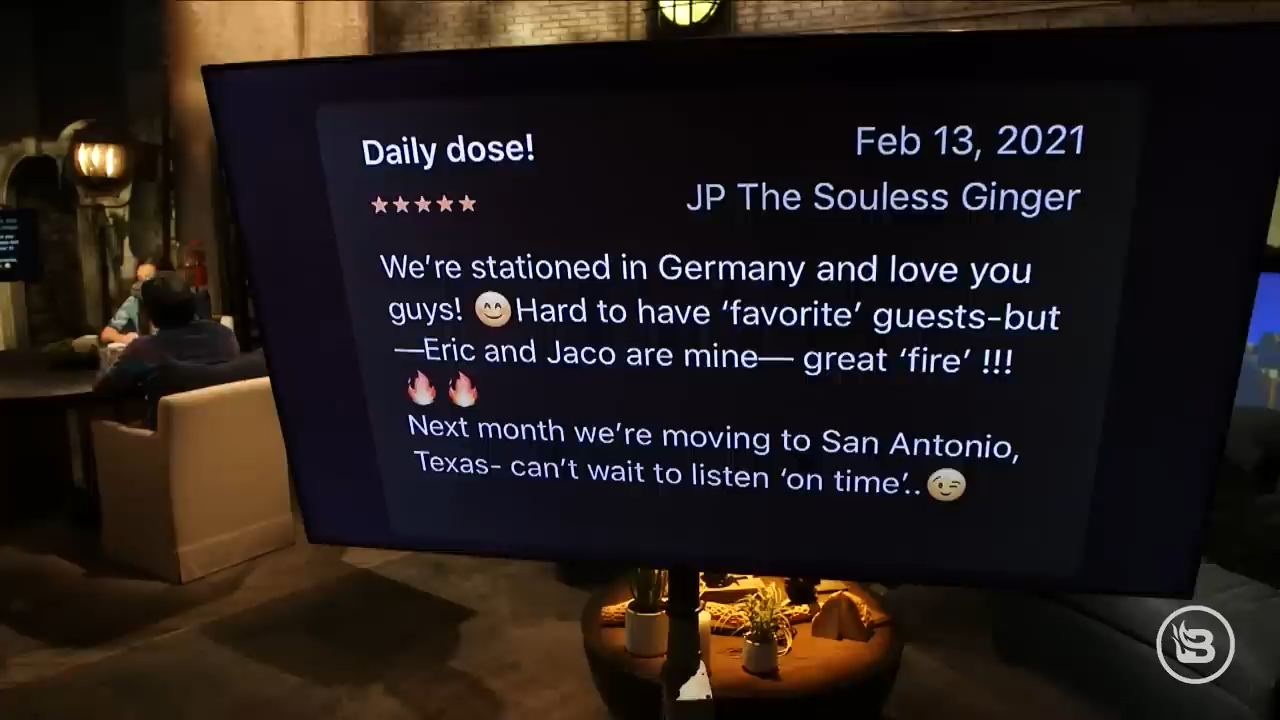 Daily dose!
Feb 13, 2021
★★★★★
JP The Souless Ginger
We're stationed in Germany and love you
guys! 😊Hard to have ‘favorite’ guests-but
—Eric and Jaco are mine— great ‘fire’ !!!
🔥 🔥
Next month we're moving to San Antonio,
Texas- can't wait to listen ‘on time’..😉
B